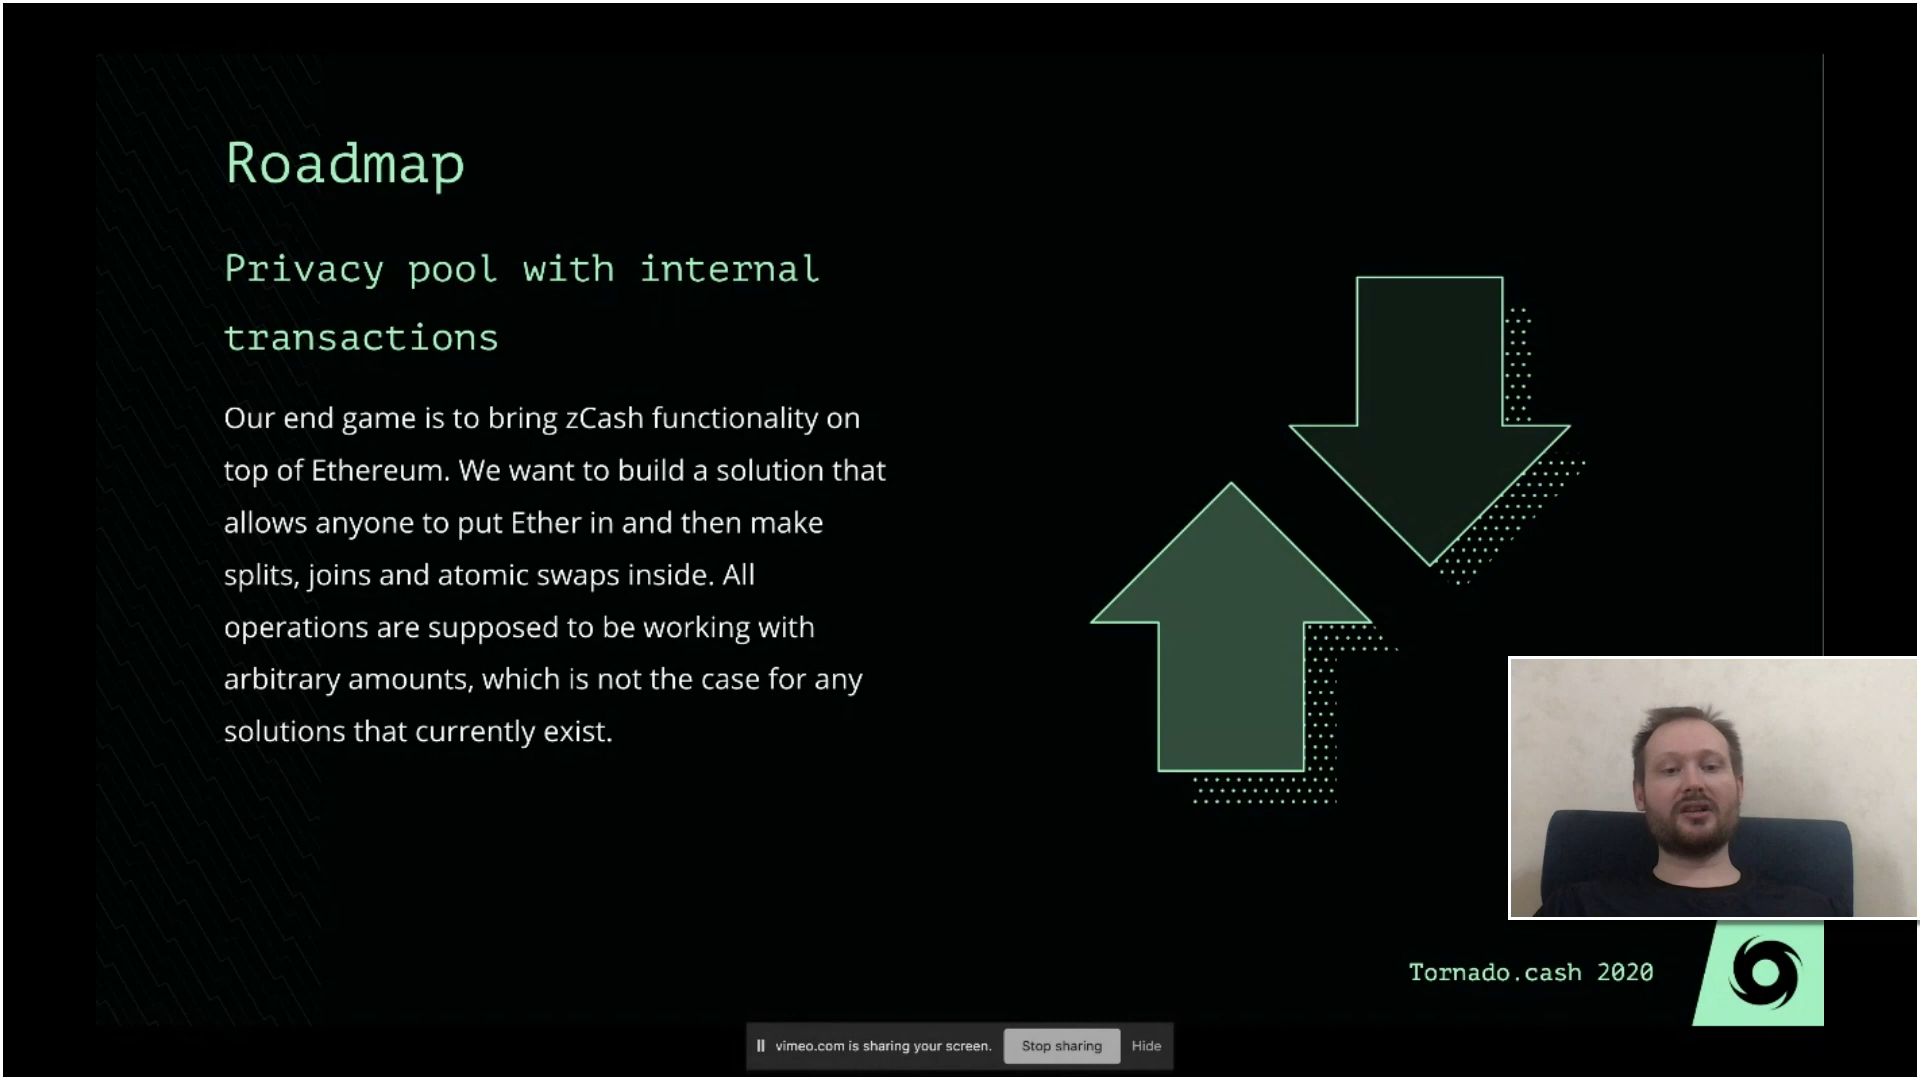 Roadmap
Privacy pool with internal
transactions
Our end game is to bring zCash functionality on
top of Ethereum. We want to build a solution that
allows anyone to put Ether in and then make
splits, joins and atomic swaps inside. All
operations are supposed to be working with
arbitrary amounts, which is not the case for any
solutions that currently exist.
Tornado.cash 2020
vimeo.com is sharing your screen. Stop sharing Hide